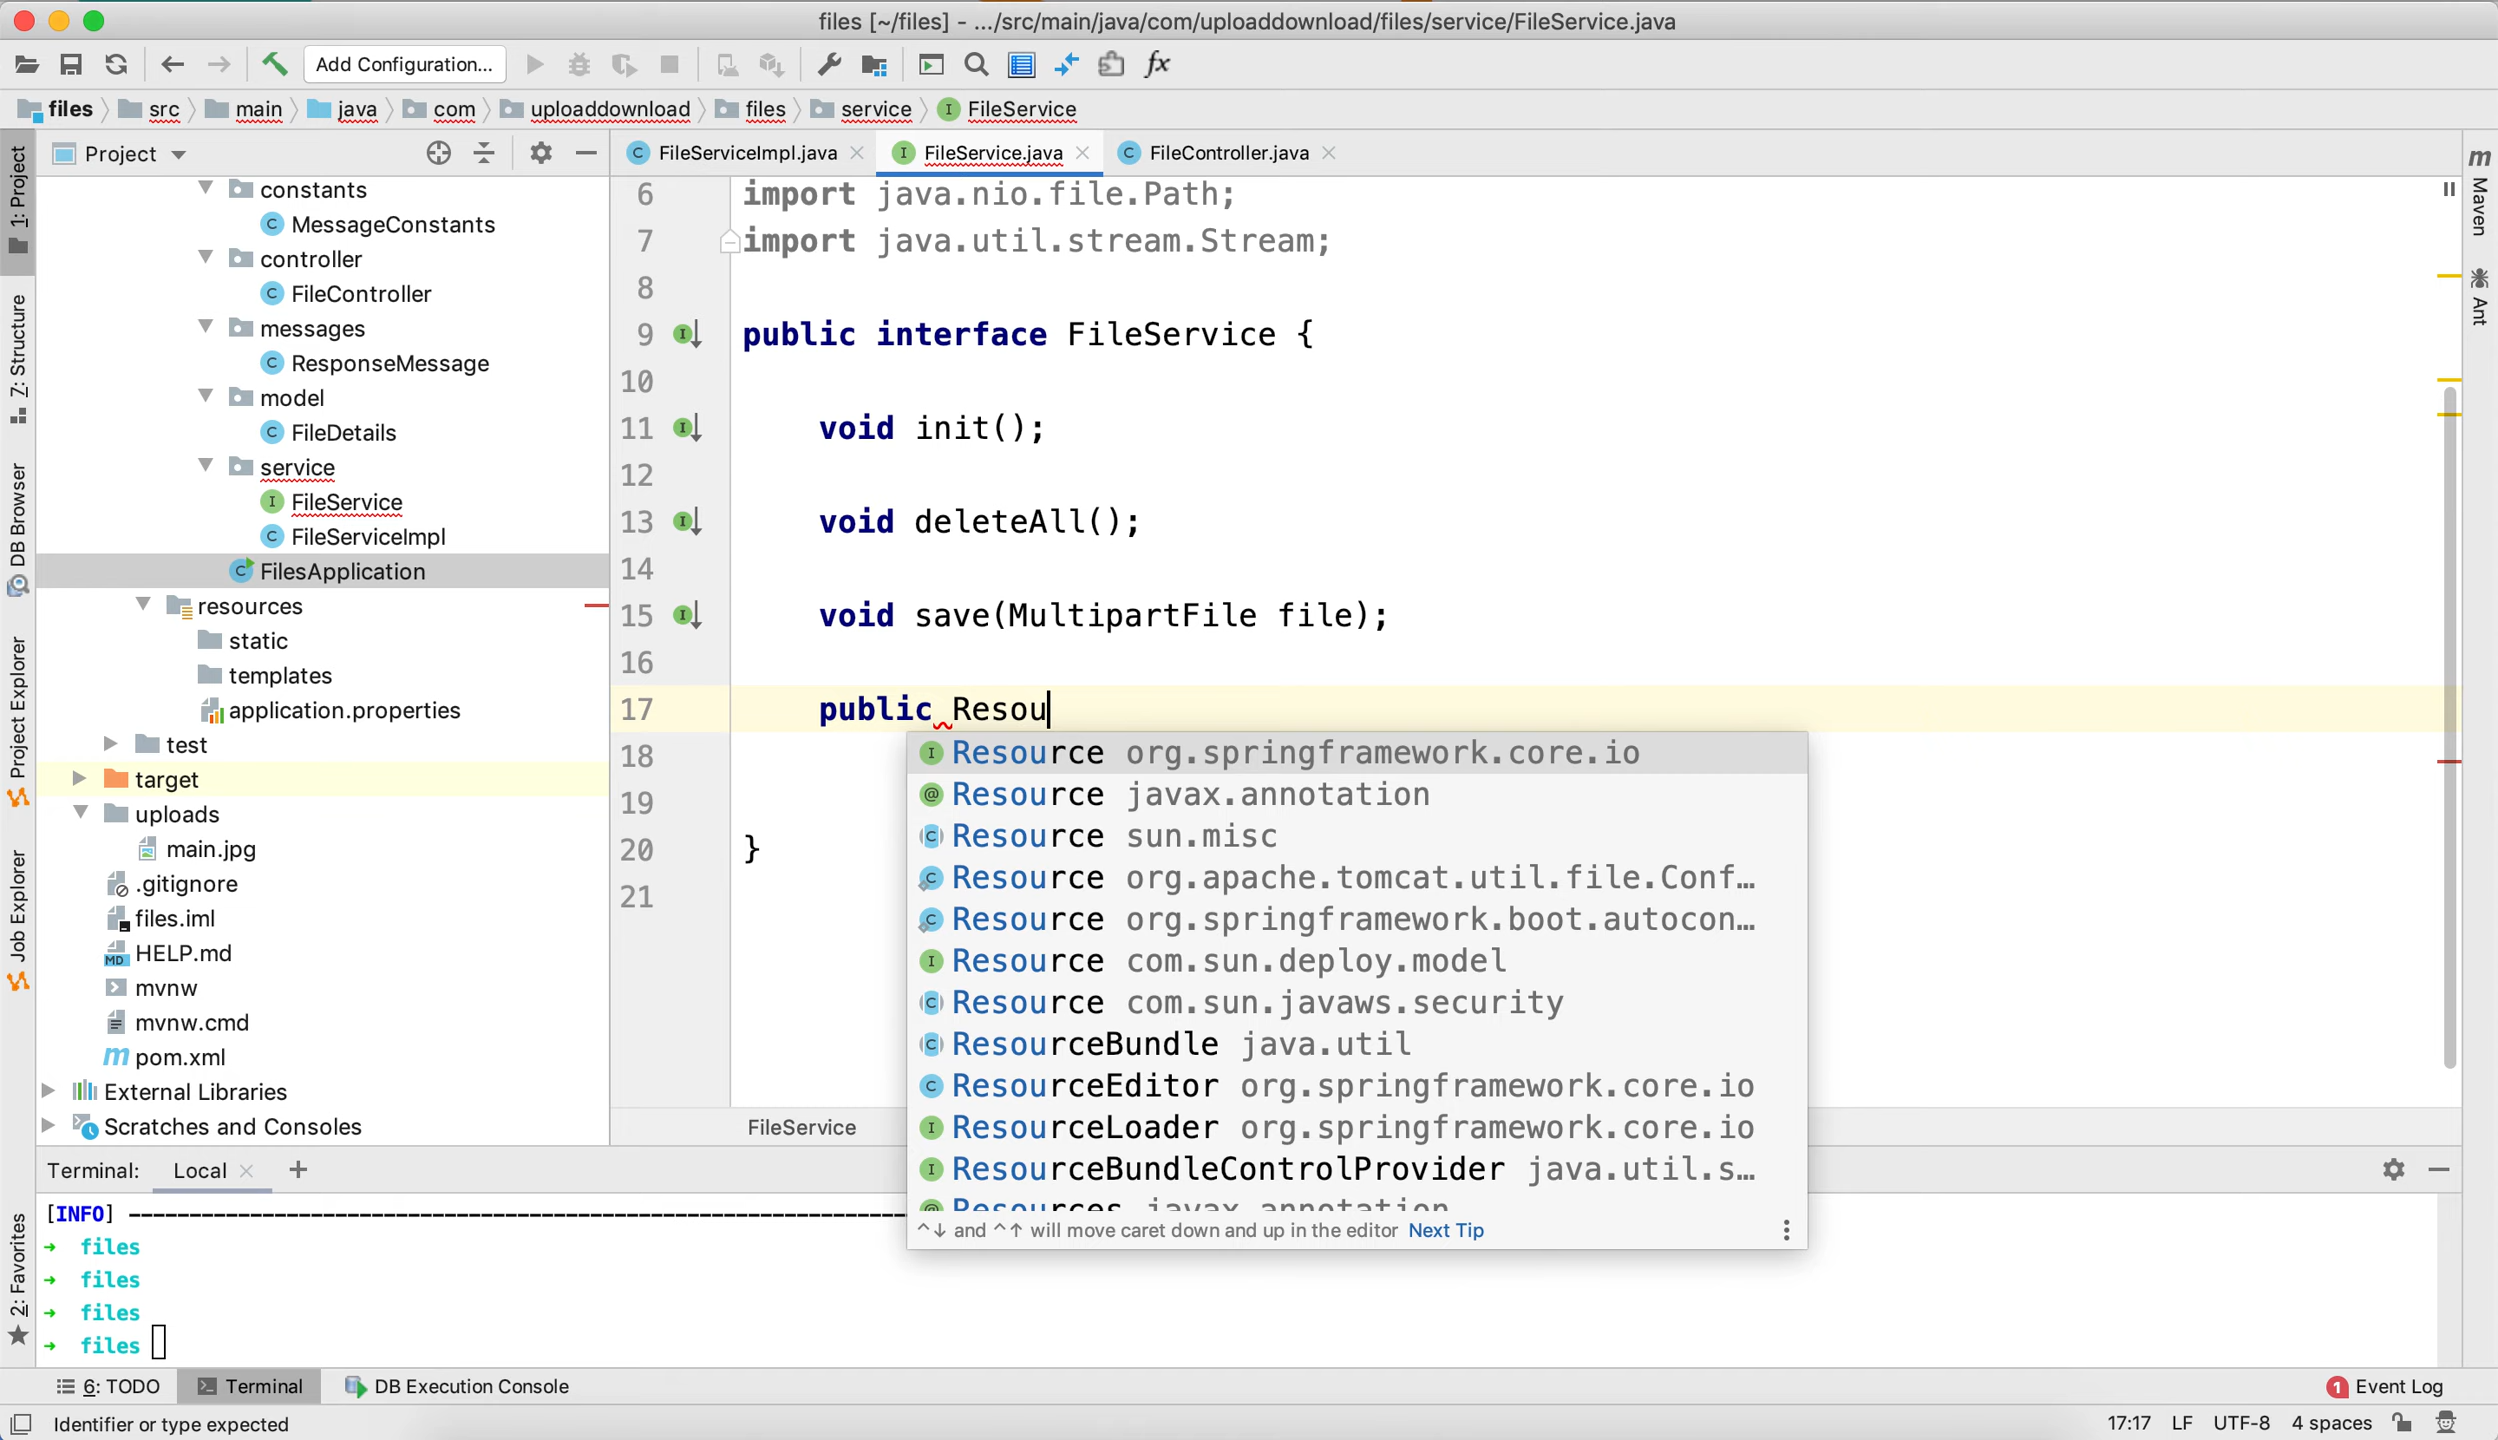 files [~/files] - .../src/main/java/com/uploaddownload/files/service/FileService.java
Add Configuration...
files src main java com uploaddownload files service FileService
Project
FileServiceImpl.java FileService.java FileController.java
1: Project
7: Structure
DB Browser
Project Explorer
Job Explorer
2: Favorites
constants
MessageConstants
controller
FileController
messages
ResponseMessage
model
FileDetails
service
FileService
FileServiceImpl
FilesApplication
resources
static
templates
application.properties
test
target
uploads
main.jpg
.gitignore
files.iml
HELP.md
mvnw
mvnw.cmd
pom.xml
External Libraries
Scratches and Consoles
6 import java.nio.file.Path;
7 import java.util.stream.Stream;
8
9 public interface FileService {
10
11 void init();
12
13 void deleteAll();
14
15 void save(MultipartFile file);
16
17 public Resou
18
19
20 }
21
Resource org.springframework.core.io
Resource javax.annotation
Resource sun.misc
Resource org.apache.tomcat.util.file.Conf…
Resource org.springframework.boot.autocon…
Resource com.sun.deploy.model
Resource com.sun.javaws.security
ResourceBundle java.util
ResourceEditor org.springframework.core.io
ResourceLoader org.springframework.core.io
ResourceBundleControlProvider java.util.s…
Resources javax.annotation
^↓ and ^↑ will move caret down and up in the editor Next Tip
FileService
Maven
Ant
Terminal: Local +
[INFO] ------------------------------------------------------------------------
→ files
→ files
→ files
→ files
6: TODO Terminal DB Execution Console 1 Event Log
Identifier or type expected 17:17 LF UTF-8 4 spaces